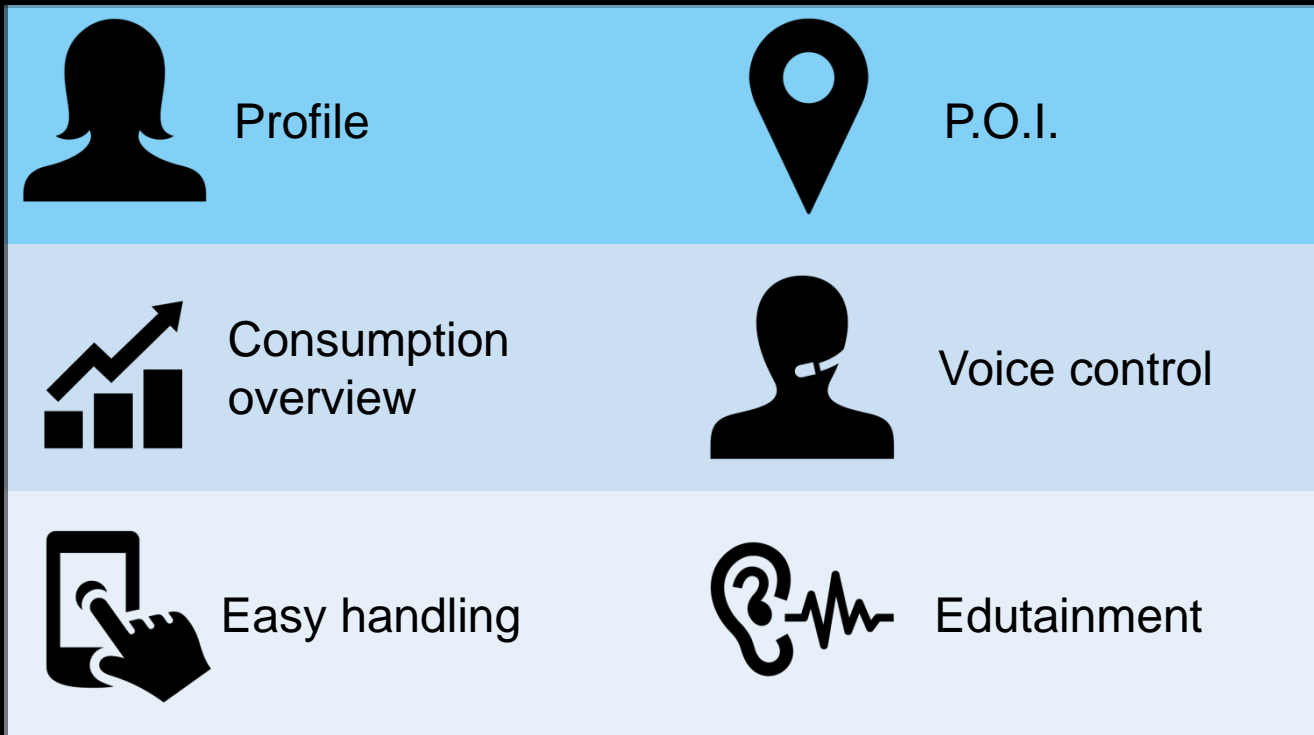 Profile
P.O.I.
Consumption
overview
Voice control
Easy handling
Edutainment